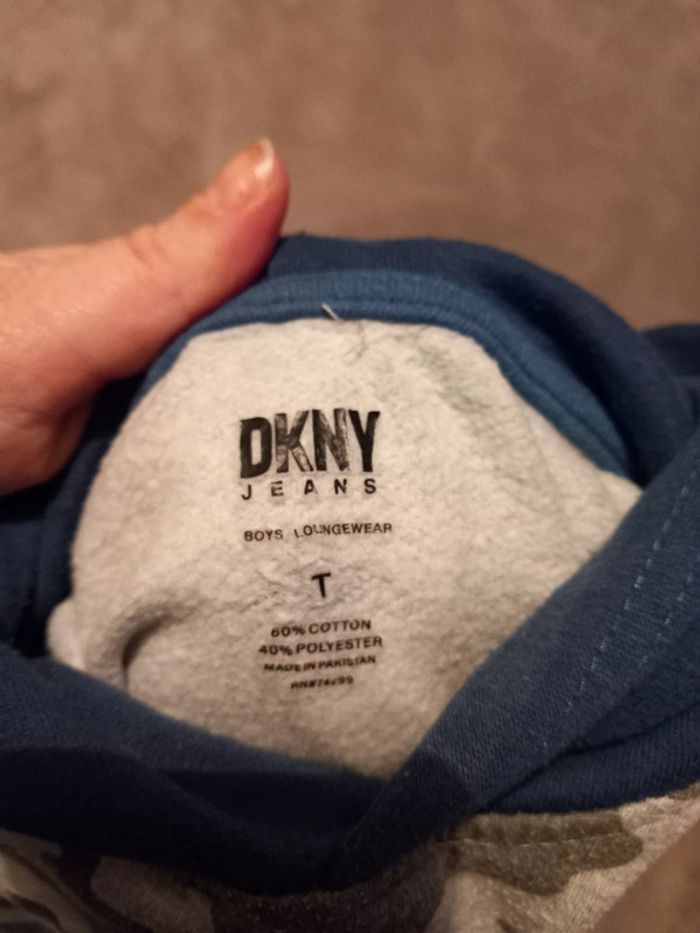 DKNY
JEANS
BOYS LOUNGEWEAR
T
60% COTTON
40% POLYESTER
MADE IN PAKISTAN